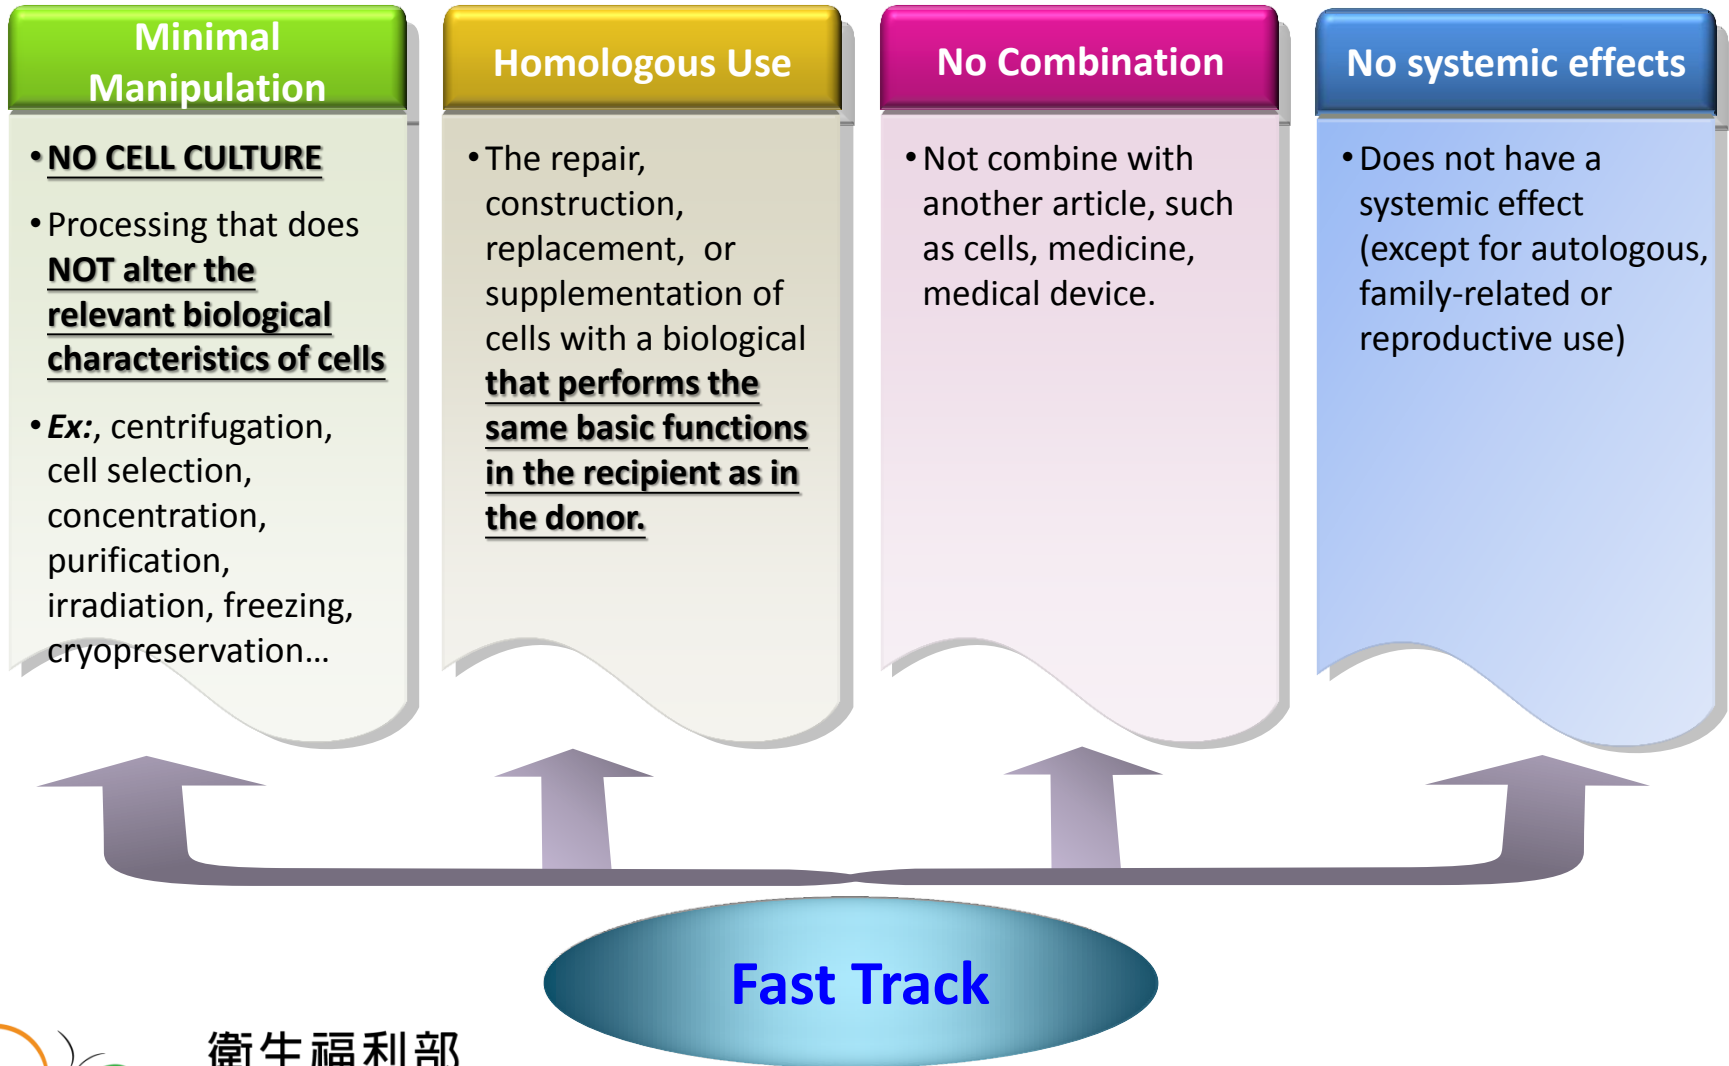 Minimal
Manipulation
• NO CELL CULTURE
• Processing that does
NOT alter the
relevant biological
characteristics of cells
• Ex:, centrifugation,
cell selection,
concentration,
purification,
irradiation, freezing,
cryopreservation...
Homologous Use
• The repair,
construction,
replacement, or
supplementation of
cells with a biological
that performs the
same basic functions
in the recipient as in
the donor.
No Combination
• Not combine with
another article, such
as cells, medicine,
medical device.
No systemic effects
• Does not have a
systemic effect
(except for autologous,
family-related or
reproductive use)
Fast Track
衛生福利部